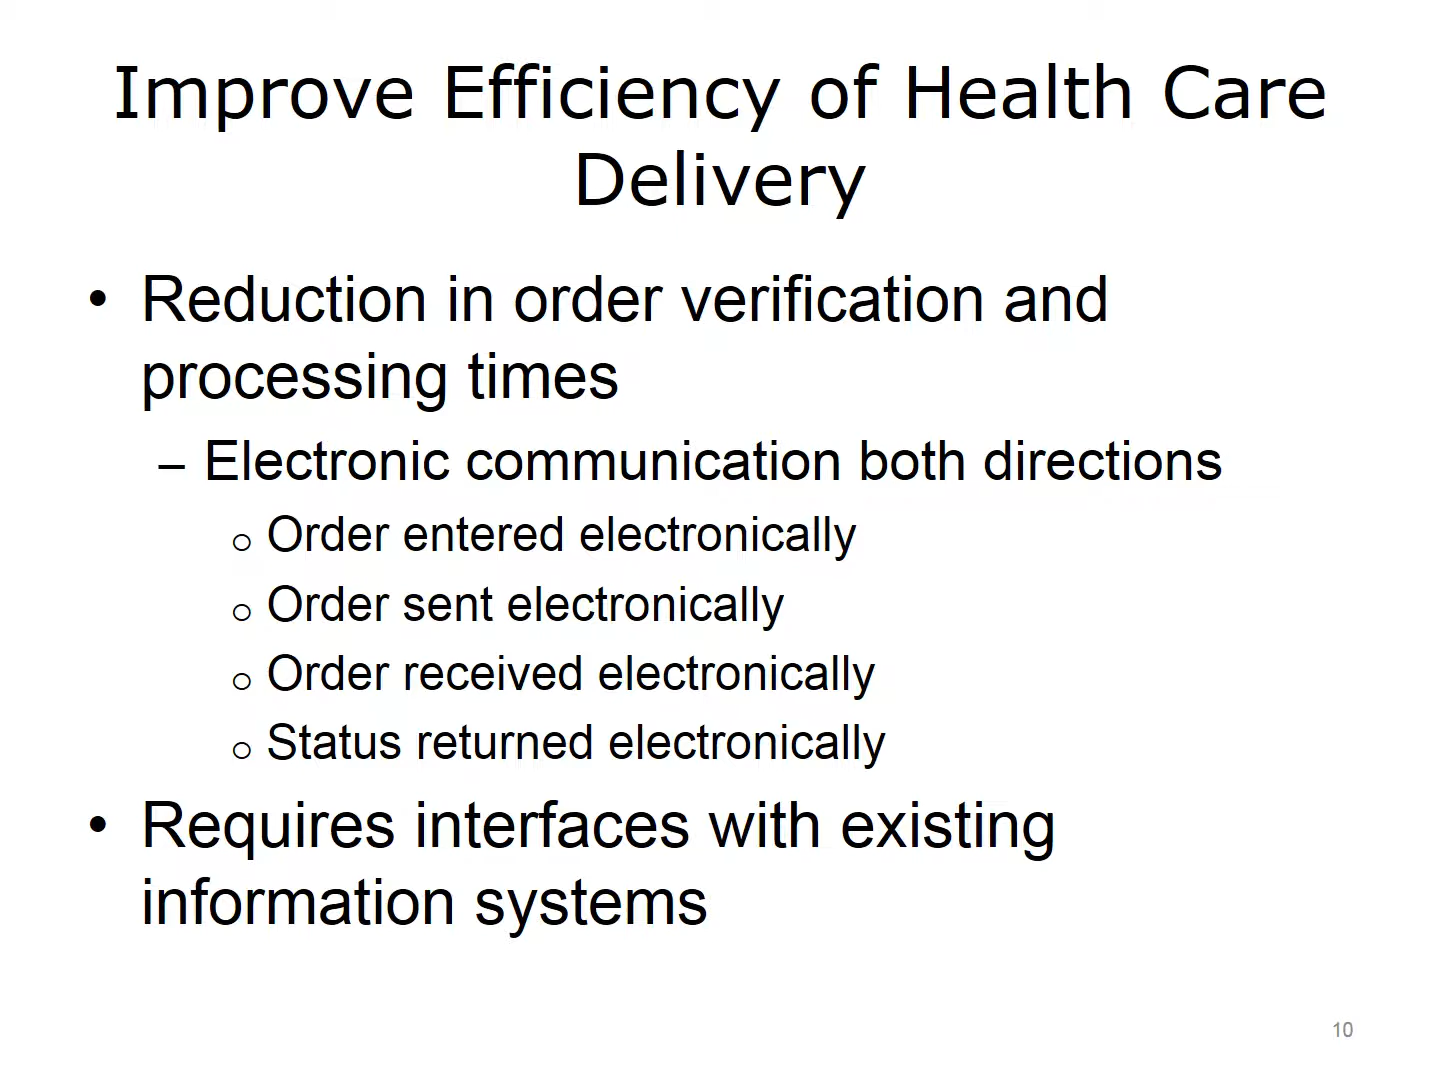 Improve Efficiency of Health Care
Delivery
• Reduction in order verification and
processing times
– Electronic communication both directions
o Order entered electronically
o Order sent electronically
o Order received electronically
o Status returned electronically
• Requires interfaces with existing
information systems
10